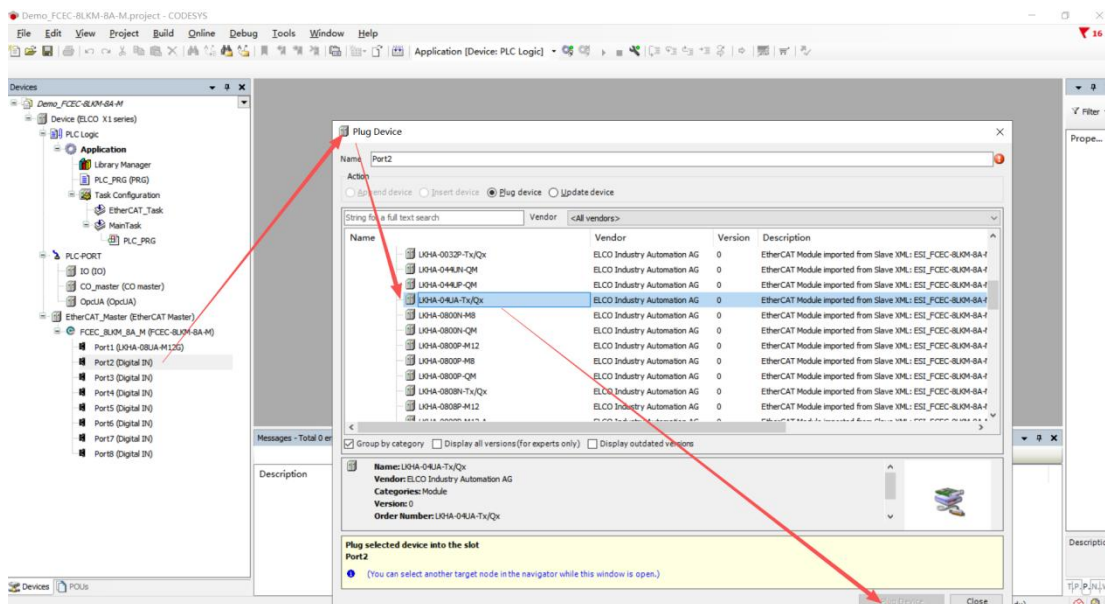 Demo_FCEC-8LKM-8A-M.project - CODESYS
File Edit View Project Build Online Debug Tools Window Help
16
Application [Device: PLC Logic]
Devices
Demo_FCEC-8LKM-8A-M
Device (ELCO X1 series)
PLC Logic
Application
Library Manager
PLC_PRG (PRG)
Task Configuration
EtherCAT_Task
MainTask
PLC_PRG
PLC-PORT
IO (IO)
CO_master (CO master)
OpcUA (OpcUA)
EtherCAT_Master (EtherCAT Master)
FCEC_8LKM_8A_M (FCEC-8LKM-8A-M)
Port1 (LKHA-08UA-M12G)
Port2 (Digital IN)
Port3 (Digital IN)
Port4 (Digital IN)
Port5 (Digital IN)
Port6 (Digital IN)
Port7 (Digital IN)
Port8 (Digital IN)
Devices POUs
Messages - Total 0 er
Description
Plug Device
Name Port2
Action
Append device Insert device Plug device Update device
String for a full text search Vendor <All vendors>
Name Vendor Version Description
LKHA-0032P-Tx/Qx ELCO Industry Automation AG 0 EtherCAT Module imported from Slave XML: ESI_FCEC-8LKM-8A-M
LKHA-044UN-QM ELCO Industry Automation AG 0 EtherCAT Module imported from Slave XML: ESI_FCEC-8LKM-8A-M
LKHA-044UP-QM ELCO Industry Automation AG 0 EtherCAT Module imported from Slave XML: ESI_FCEC-8LKM-8A-M
LKHA-04UA-Tx/Qx ELCO Industry Automation AG 0 EtherCAT Module imported from Slave XML: ESI_FCEC-8LKM-8A-M
LKHA-0800N-M8 ELCO Industry Automation AG 0 EtherCAT Module imported from Slave XML: ESI_FCEC-8LKM-8A-M
LKHA-0800N-QM ELCO Industry Automation AG 0 EtherCAT Module imported from Slave XML: ESI_FCEC-8LKM-8A-M
LKHA-0800P-M12 ELCO Industry Automation AG 0 EtherCAT Module imported from Slave XML: ESI_FCEC-8LKM-8A-M
LKHA-0800P-M8 ELCO Industry Automation AG 0 EtherCAT Module imported from Slave XML: ESI_FCEC-8LKM-8A-M
LKHA-0800P-QM ELCO Industry Automation AG 0 EtherCAT Module imported from Slave XML: ESI_FCEC-8LKM-8A-M
LKHA-0808N-Tx/Qx ELCO Industry Automation AG 0 EtherCAT Module imported from Slave XML: ESI_FCEC-8LKM-8A-M
LKHA-0808P-M12 ELCO Industry Automation AG 0 EtherCAT Module imported from Slave XML: ESI_FCEC-8LKM-8A-M
Group by category Display all versions(for experts only) Display outdated versions
Name: LKHA-04UA-Tx/Qx
Vendor: ELCO Industry Automation AG
Categories: Module
Version: 0
Order Number: LKHA-04UA-Tx/Qx
Plug selected device into the slot
Port2
(You can select another target node in the navigator while this window is open.)
Plug Device Close
Filter
Prope...
Descriptio